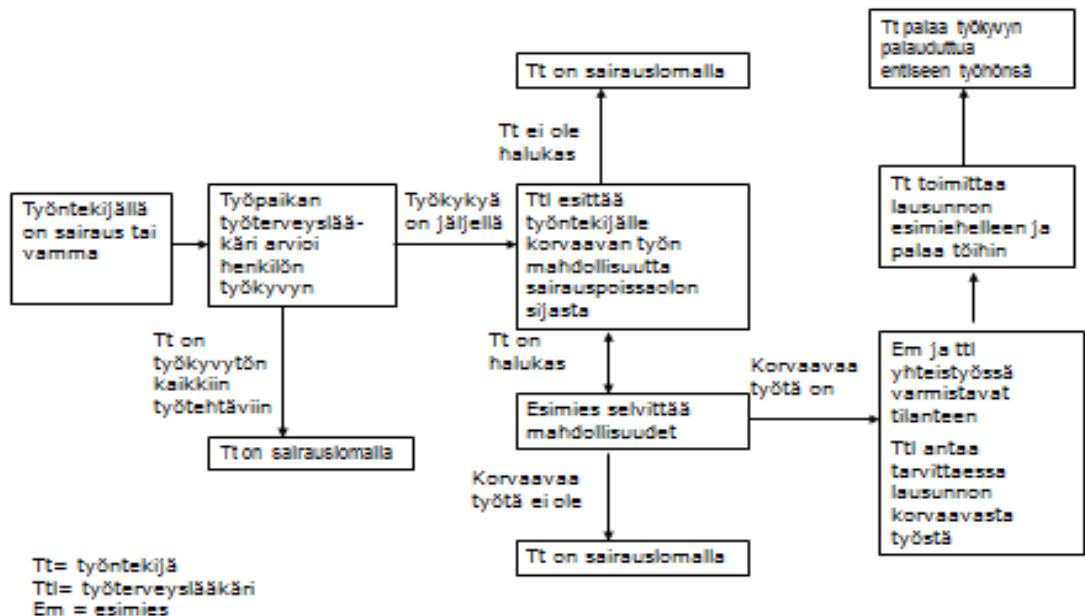 Tt palaa työkyvyn
palauduttua
entiseen työhönsä
Tt on sairauslomalla
Tt ei ole
halukas
Työntekijällä
on sairaus tai
vamma
Työpaikan
työterveyslää-
käri arvioi
henkilön
työkyvyn
Työkykyä
on jäljellä
Ttl esittää
työntekijälle
korvaavan työn
mahdollisuutta
sairauspoissaolon
sijasta
Tt toimittaa
lausunnon
esimiehelleen ja
palaa töihin
Tt on
työkyvytön
kaikkiin
työtehtäviin
Tt on
halukas
Korvaavaa
työtä on
Em ja ttl
yhteistyössä
varmistavat
tilanteen
Ttl antaa
tarvittaessa
lausunnon
korvaavasta
työstä
Esimies selvittää
mahdollisuudet
Tt on sairauslomalla
Korvaavaa
työtä ei ole
Tt on sairauslomalla
Tt= työntekijä
Ttl= työterveyslääkäri
Em = esimies